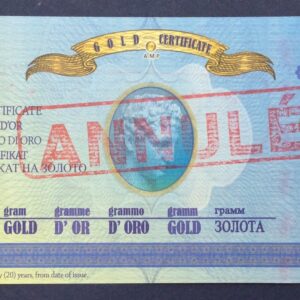 GOLD CERTIFICATE
A.M.F.
TIFICATE
D'OR
O DI ORO
FIKAT
КАТ НА ЗОЛОТО
ANNULÉ
gram gramme grammo gramm грамм
GOLD D' OR D' ORO GOLD ЗОЛОТА
y (20) years, from date of issue.